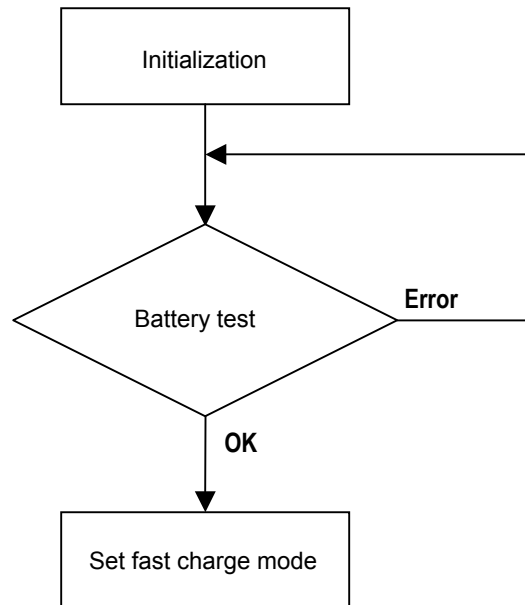 Initialization
Battery test
Error
OK
Set fast charge mode